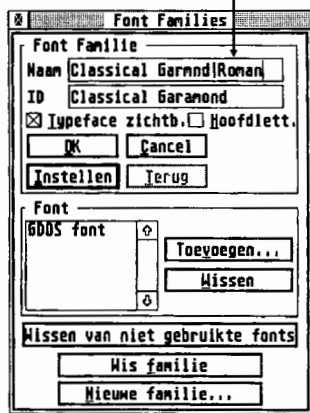 Font Families
Font Familie
Naam Classical Garmnd|Roman
ID Classical Garamond
Typeface zichtb. Hoofdlett.
OK Cancel
Instellen Terug
Font
GDOS font
Toevoegen...
Wissen
Wissen van niet gebruikte fonts
Wis familie
Nieuwe familie...